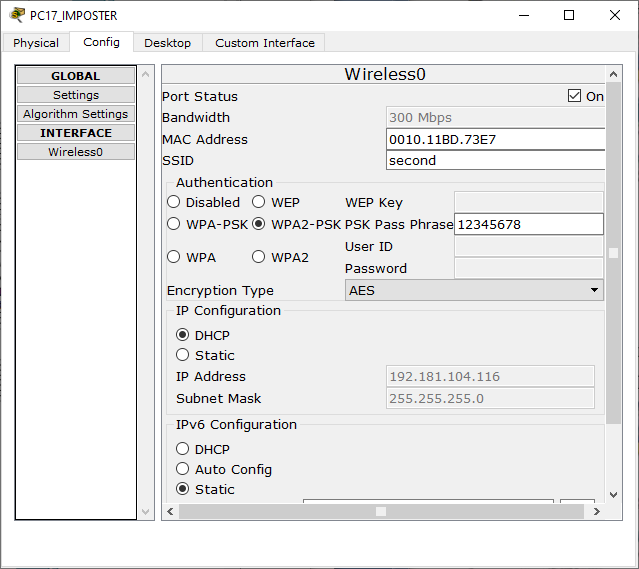 PC17_IMPOSTER
Physical Config Desktop Custom Interface
GLOBAL
Settings
Algorithm Settings
INTERFACE
Wireless0
Wireless0
Port Status On
Bandwidth 300 Mbps
MAC Address 0010.11BD.73E7
SSID second
Authentication
Disabled WEP WEP Key
WPA-PSK WPA2-PSK PSK Pass Phrase 12345678
User ID
WPA WPA2
Password
Encryption Type AES
IP Configuration
DHCP
Static
IP Address 192.181.104.116
Subnet Mask 255.255.255.0
IPv6 Configuration
DHCP
Auto Config
Static